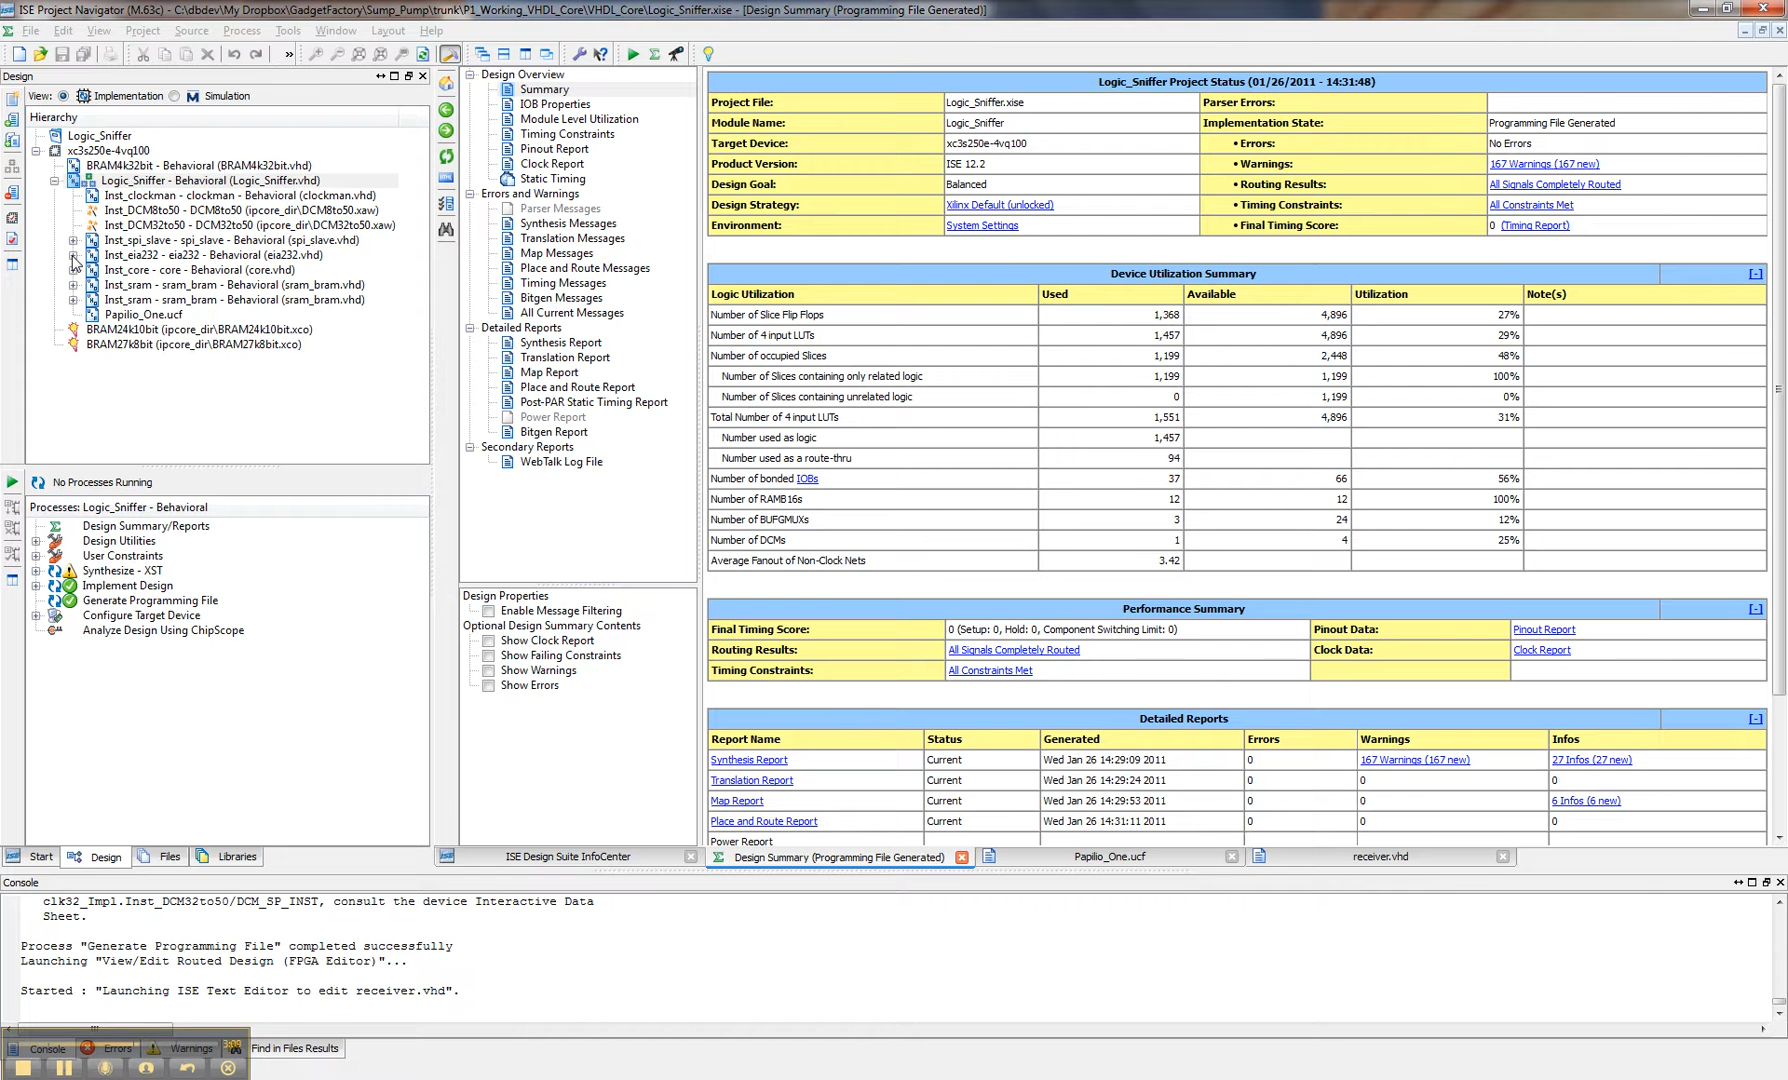 ISE Project Navigator (M.63c) - C:\dbdev\My Dropbox\GadgetFactory\Sump_Pump\trunk\P1_Working_VHDL_Core\VHDL_Core\Logic_Sniffer.xise - [Design Summary (Programming File Generated)]
File Edit View Project Source Process Tools Window Layout Help
Design
View: Implementation Simulation
Hierarchy
Logic_Sniffer
xc3s250e-4vq100
BRAM4k32bit - Behavioral (BRAM4k32bit.vhd)
Logic_Sniffer - Behavioral (Logic_Sniffer.vhd)
Inst_clockman - clockman - Behavioral (clockman.vhd)
Inst_DCM8to50 - DCM8to50 (ipcore_dir\DCM8to50.xaw)
Inst_DCM32to50 - DCM32to50 (ipcore_dir\DCM32to50.xaw)
Inst_spi_slave - spi_slave - Behavioral (spi_slave.vhd)
Inst_eia232 - eia232 - Behavioral (eia232.vhd)
Inst_core - core - Behavioral (core.vhd)
Inst_sram - sram_bram - Behavioral (sram_bram.vhd)
Inst_sram - sram_bram - Behavioral (sram_bram.vhd)
Papilio_One.ucf
BRAM24k10bit (ipcore_dir\BRAM24k10bit.xco)
BRAM27k8bit (ipcore_dir\BRAM27k8bit.xco)
No Processes Running
Processes: Logic_Sniffer - Behavioral
Design Summary/Reports
Design Utilities
User Constraints
Synthesize - XST
Implement Design
Generate Programming File
Configure Target Device
Analyze Design Using ChipScope
Start Design Files Libraries
Design Overview
Summary
IOB Properties
Module Level Utilization
Timing Constraints
Pinout Report
Clock Report
Static Timing
Errors and Warnings
Parser Messages
Synthesis Messages
Translation Messages
Map Messages
Place and Route Messages
Timing Messages
Bitgen Messages
All Current Messages
Detailed Reports
Synthesis Report
Translation Report
Map Report
Place and Route Report
Post-PAR Static Timing Report
Power Report
Bitgen Report
Secondary Reports
WebTalk Log File
Design Properties
Enable Message Filtering
Optional Design Summary Contents
Show Clock Report
Show Failing Constraints
Show Warnings
Show Errors
Logic_Sniffer Project Status (01/26/2011 - 14:31:48)
Project File: Logic_Sniffer.xise Parser Errors:
Module Name: Logic_Sniffer Implementation State: Programming File Generated
Target Device: xc3s250e-4vq100 • Errors: No Errors
Product Version: ISE 12.2 • Warnings: 167 Warnings (167 new)
Design Goal: Balanced • Routing Results: All Signals Completely Routed
Design Strategy: Xilinx Default (unlocked) • Timing Constraints: All Constraints Met
Environment: System Settings • Final Timing Score: 0 (Timing Report)
Device Utilization Summary [-]
Logic Utilization Used Available Utilization Note(s)
Number of Slice Flip Flops 1,368 4,896 27%
Number of 4 input LUTs 1,457 4,896 29%
Number of occupied Slices 1,199 2,448 48%
Number of Slices containing only related logic 1,199 1,199 100%
Number of Slices containing unrelated logic 0 1,199 0%
Total Number of 4 input LUTs 1,551 4,896 31%
Number used as logic 1,457
Number used as a route-thru 94
Number of bonded IOBs 37 66 56%
Number of RAMB16s 12 12 100%
Number of BUFGMUXs 3 24 12%
Number of DCMs 1 4 25%
Average Fanout of Non-Clock Nets 3.42
Performance Summary [-]
Final Timing Score: 0 (Setup: 0, Hold: 0, Component Switching Limit: 0) Pinout Data: Pinout Report
Routing Results: All Signals Completely Routed Clock Data: Clock Report
Timing Constraints: All Constraints Met
Detailed Reports [-]
Report Name Status Generated Errors Warnings Infos
Synthesis Report Current Wed Jan 26 14:29:09 2011 0 167 Warnings (167 new) 27 Infos (27 new)
Translation Report Current Wed Jan 26 14:29:24 2011 0 0 0
Map Report Current Wed Jan 26 14:29:53 2011 0 0 6 Infos (6 new)
Place and Route Report Current Wed Jan 26 14:31:11 2011 0 0 0
Power Report
ISE Design Suite InfoCenter Design Summary (Programming File Generated) Papilio_One.ucf receiver.vhd
Console
clk32_Impl.Inst_DCM32to50/DCM_SP_INST, consult the device Interactive Data
Sheet.
Process "Generate Programming File" completed successfully
Launching "View/Edit Routed Design (FPGA Editor)"...
Started : "Launching ISE Text Editor to edit receiver.vhd".
Console Errors Warnings Find in Files Results